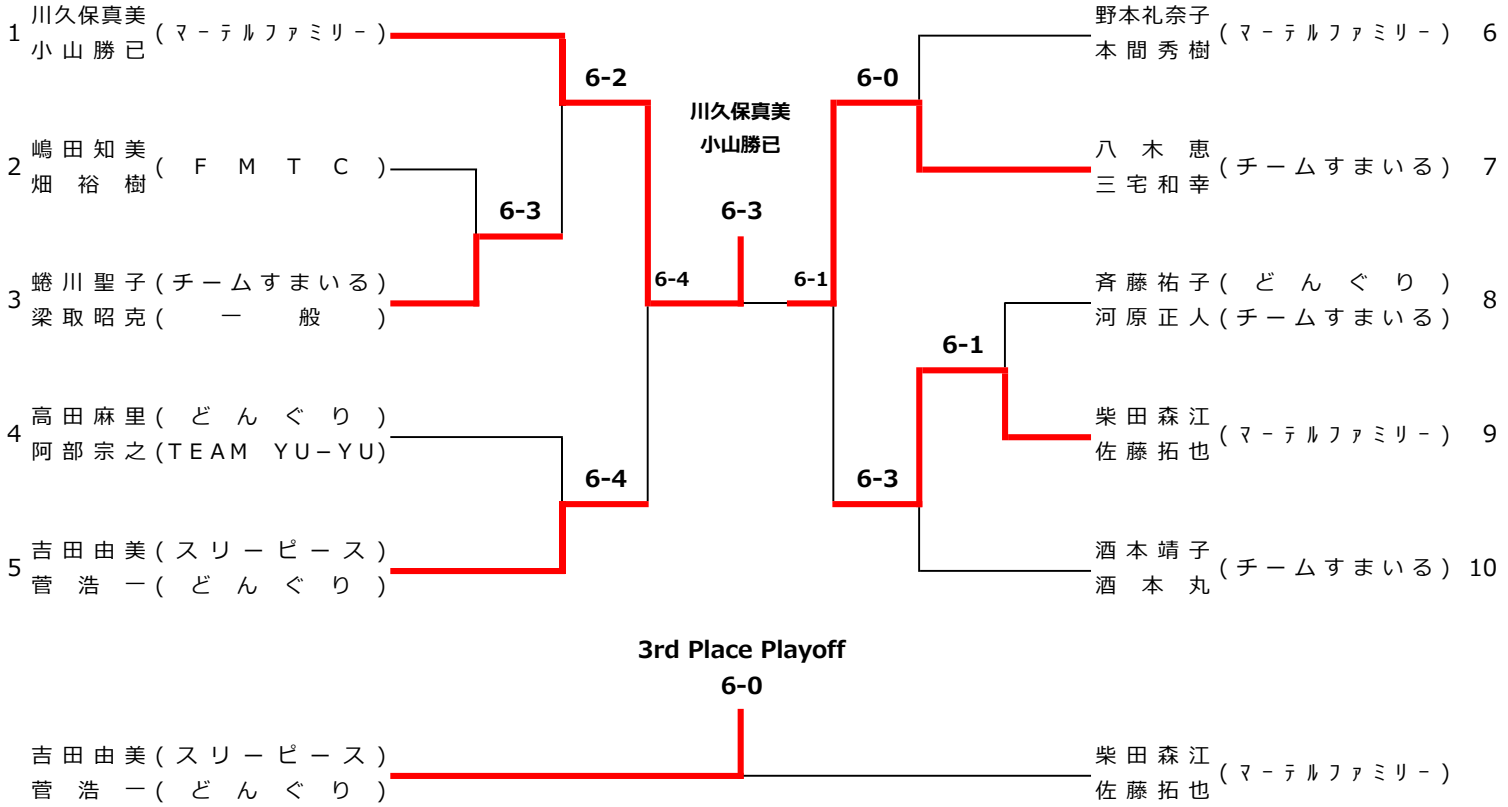 川久保真美
1 (マーテルファミリー)
小山勝已
嶋田知美
2 (FMTC)
畑裕樹
3 蜷川聖子(チームすまいる)
梁取昭克(一般)
4 高田麻里(どんぐり)
阿部宗之(TEAM YU−YU)
5 吉田由美(スリーピース)
菅浩一(どんぐり)
6-2
6-3
6-4
6-4
川久保真美
小山勝已
6-3
6-1
6-0
6-1
6-3
野本礼奈子
(マーテルファミリー) 6
本間秀樹
八木恵
(チームすまいる) 7
三宅和幸
斉藤祐子(どんぐり) 8
河原正人(チームすまいる)
柴田森江
(マーテルファミリー) 9
佐藤拓也
酒本靖子
(チームすまいる) 10
酒本丸
3rd Place Playoff
6-0
吉田由美(スリーピース)
菅浩一(どんぐり)
柴田森江
(マーテルファミリー)
佐藤拓也